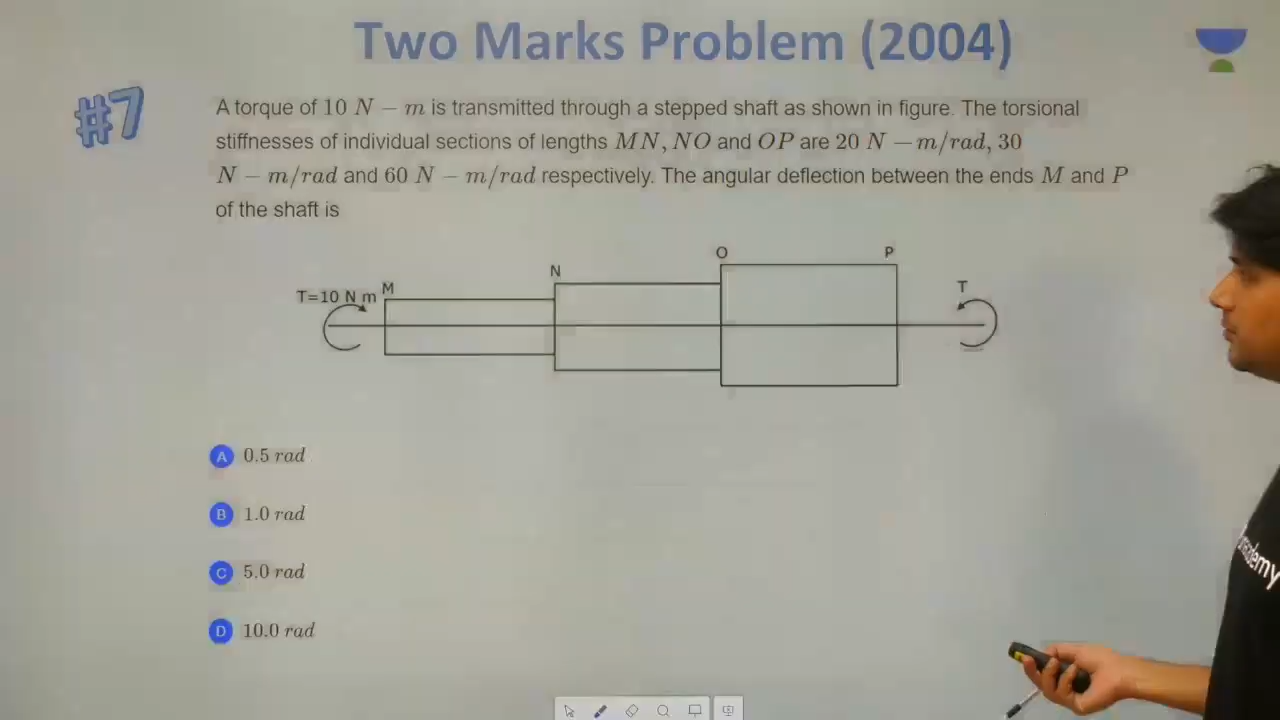 Two Marks Problem (2004)
#7
A torque of 10 N − m is transmitted through a stepped shaft as shown in figure. The torsional
stiffnesses of individual sections of lengths MN, NO and OP are 20 N − m/rad, 30
N − m/rad and 60 N − m/rad respectively. The angular deflection between the ends M and P
of the shaft is
O
P
N
T
M
T=10 N m
A 0.5 rad
B 1.0 rad
C 5.0 rad
D 10.0 rad